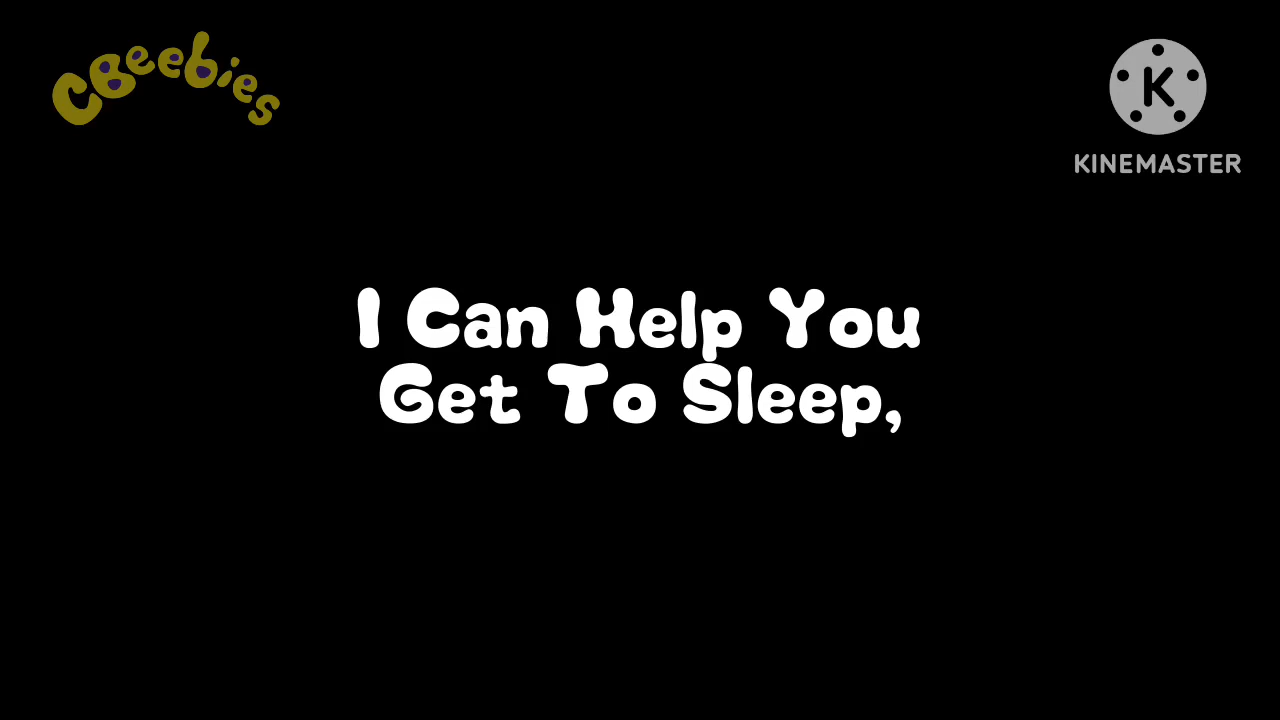 CBeebies
K
KINEMASTER
I Can Help You
Get To Sleep,